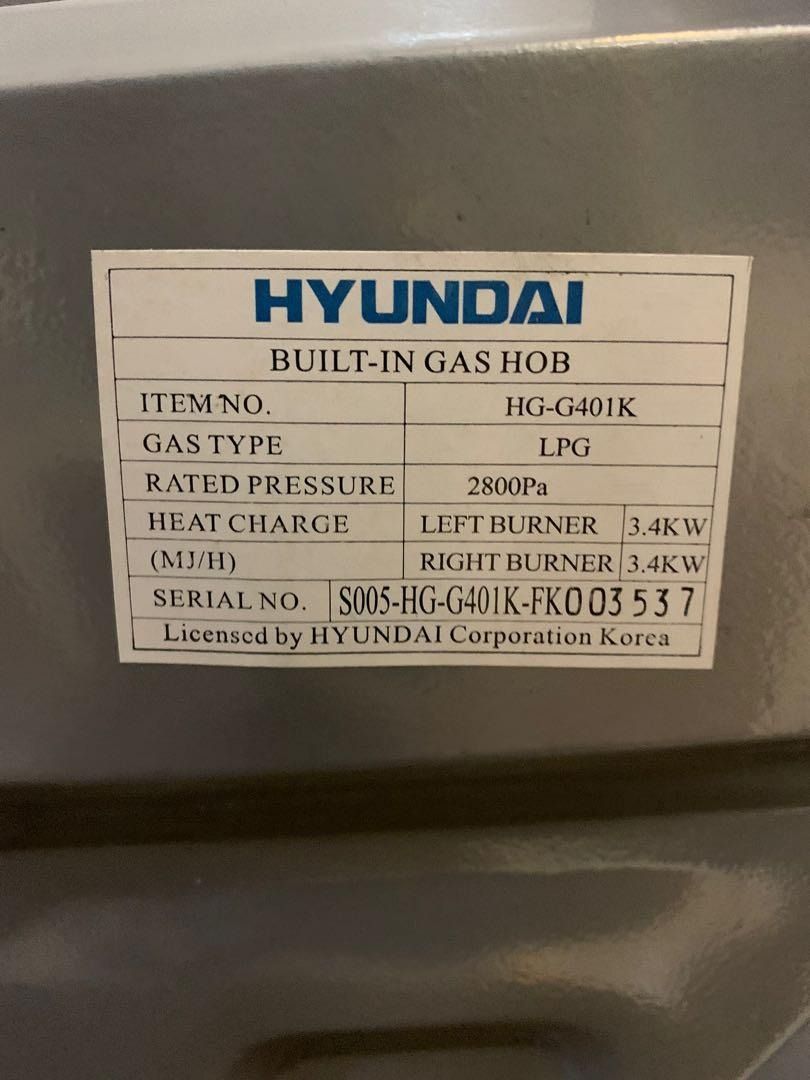 HYUNDAI
BUILT-IN GAS HOB
ITEM NO. HG-G401K
GAS TYPE LPG
RATED PRESSURE 2800Pa
HEAT CHARGE LEFT BURNER 3.4KW
(MJ/H) RIGHT BURNER 3.4KW
SERIAL NO. S005-HG-G401K-FK003537
Licensed by HYUNDAI Corporation Korea